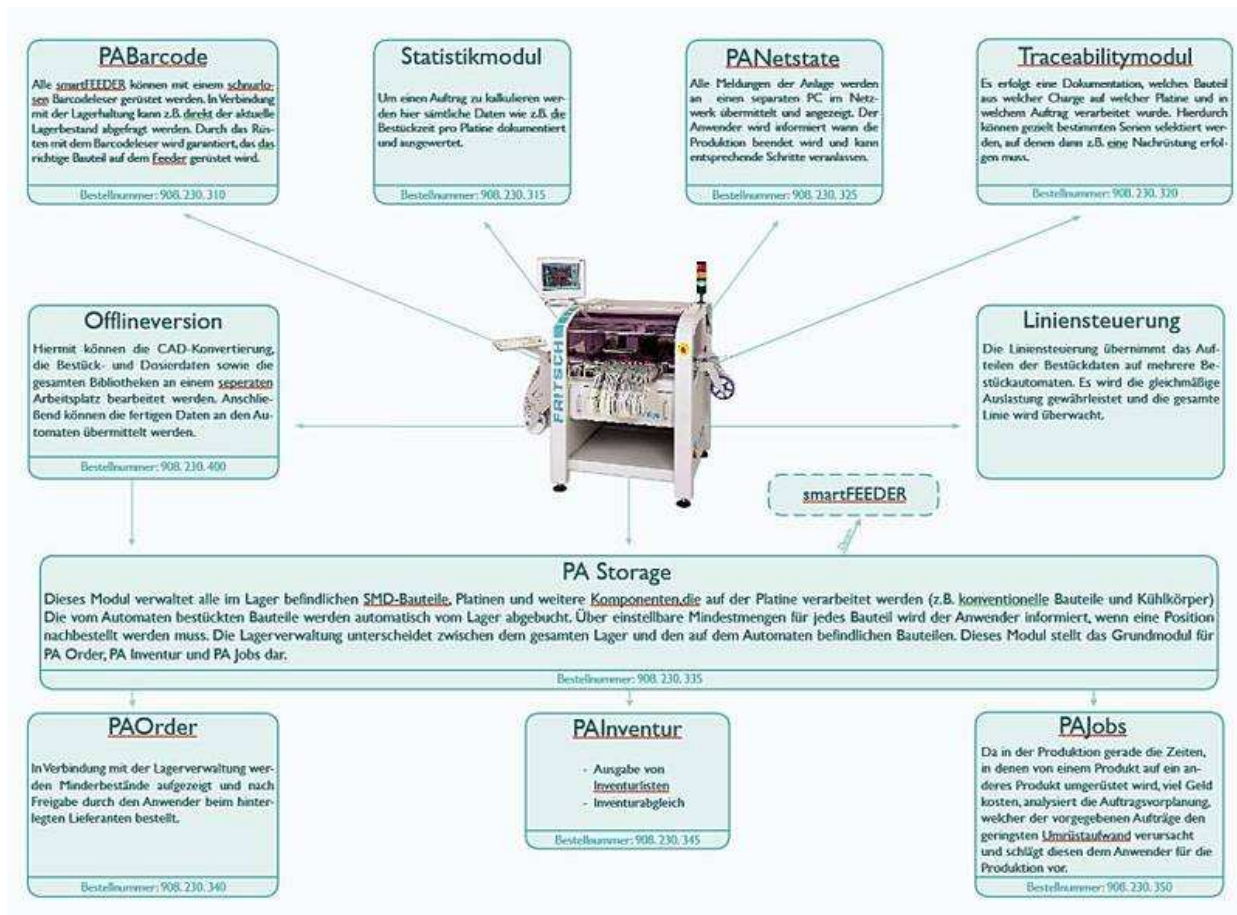 PABarcode
Alle smartFEEDER können mit einem schnurlo-
sen Barcodeleser gerüstet werden. In Verbindung
mit der Lagerhaltung kann z.B. direkt der aktuelle
Lagerbestand abgefragt werden. Durch das Rüs-
ten mit dem Barcodeleser wird garantiert, das das
richtige Bauteil auf dem Feeder gerüstet wird.
Bestellnummer: 908. 230. 310
Statistikmodul
Um einen Auftrag zu kalkulieren wer-
den hier sämtliche Daten wie z.B. die
Bestückzeit pro Platine dokumentiert
und ausgewertet.
Bestellnummer: 908. 230. 315
PANetstate
Alle Meldungen der Anlage werden
an einen separaten PC im Netz-
werk übermittelt und angezeigt. Der
Anwender wird informiert wann die
Produktion beendet wird und kann
entsprechende Schritte veranlassen.
Bestellnummer: 908. 230. 325
Traceabilitymodul
Es erfolgt eine Dokumentation, welches Bauteil
aus welcher Charge auf welcher Platine und in
welchem Auftrag verarbeitet wurde. Hierdurch
können gezielt bestimmten Serien selektiert wer-
den, auf denen dann z.B. eine Nachrüstung erfol-
gen muss.
Bestellnummer: 908. 230. 320
Offlineversion
Hiermit können die CAD-Konvertierung,
die Bestück- und Dosierdaten sowie die
gesamten Bibliotheken an einem seperaten
Arbeitsplatz bearbeitet werden. Anschlie-
ßend können die fertigen Daten an den Au-
tomaten übermittelt werden.
Bestellnummer: 908. 230. 400
FRITSCH
Liniensteuerung
Die Liniensteuerung übernimmt das Auf-
teilen der Bestückdaten auf mehrere Be-
stückautomaten. Es wird die gleichmäßige
Auslastung gewährleistet und die gesamte
Linie wird überwacht.
smartFEEDER
PA Storage
Dieses Modul verwaltet alle im Lager befindlichen SMD-Bauteile, Platinen und weitere Komponenten,die auf der Platine verarbeitet werden (z.B. konventionelle Bauteile und Kühlkörper)
Die vom Automaten bestückten Bauteile werden automatisch vom Lager abgebucht. Über einstellbare Mindestmengen für jedes Bauteil wird der Anwender informiert, wenn eine Position
nachbestellt werden muss. Die Lagerverwaltung unterscheidet zwischen dem gesamten Lager und den auf dem Automaten befindlichen Bauteilen. Dieses Modul stellt das Grundmodul für
PA Order, PA Inventur und PA Jobs dar.
Bestellnummer: 908. 230. 335
PAOrder
In Verbindung mit der Lagerverwaltung wer-
den Minderbestände aufgezeigt und nach
Freigabe durch den Anwender beim hinter-
legten Lieferanten bestellt.
Bestellnummer: 908. 230. 340
PAInventur
- Ausgabe von
Inventurlisten
- Inventurabgleich
Bestellnummer: 908. 230. 345
PAJobs
Da in der Produktion gerade die Zeiten,
in denen von einem Produkt auf ein an-
deres Produkt umgerüstet wird, viel Geld
kosten, analysiert die Auftragsvorplanung,
welcher der vorgegebenen Aufträge den
geringsten Umrüstaufwand verursacht
und schlägt diesen dem Anwender für die
Produktion vor.
Bestellnummer: 908. 230. 350